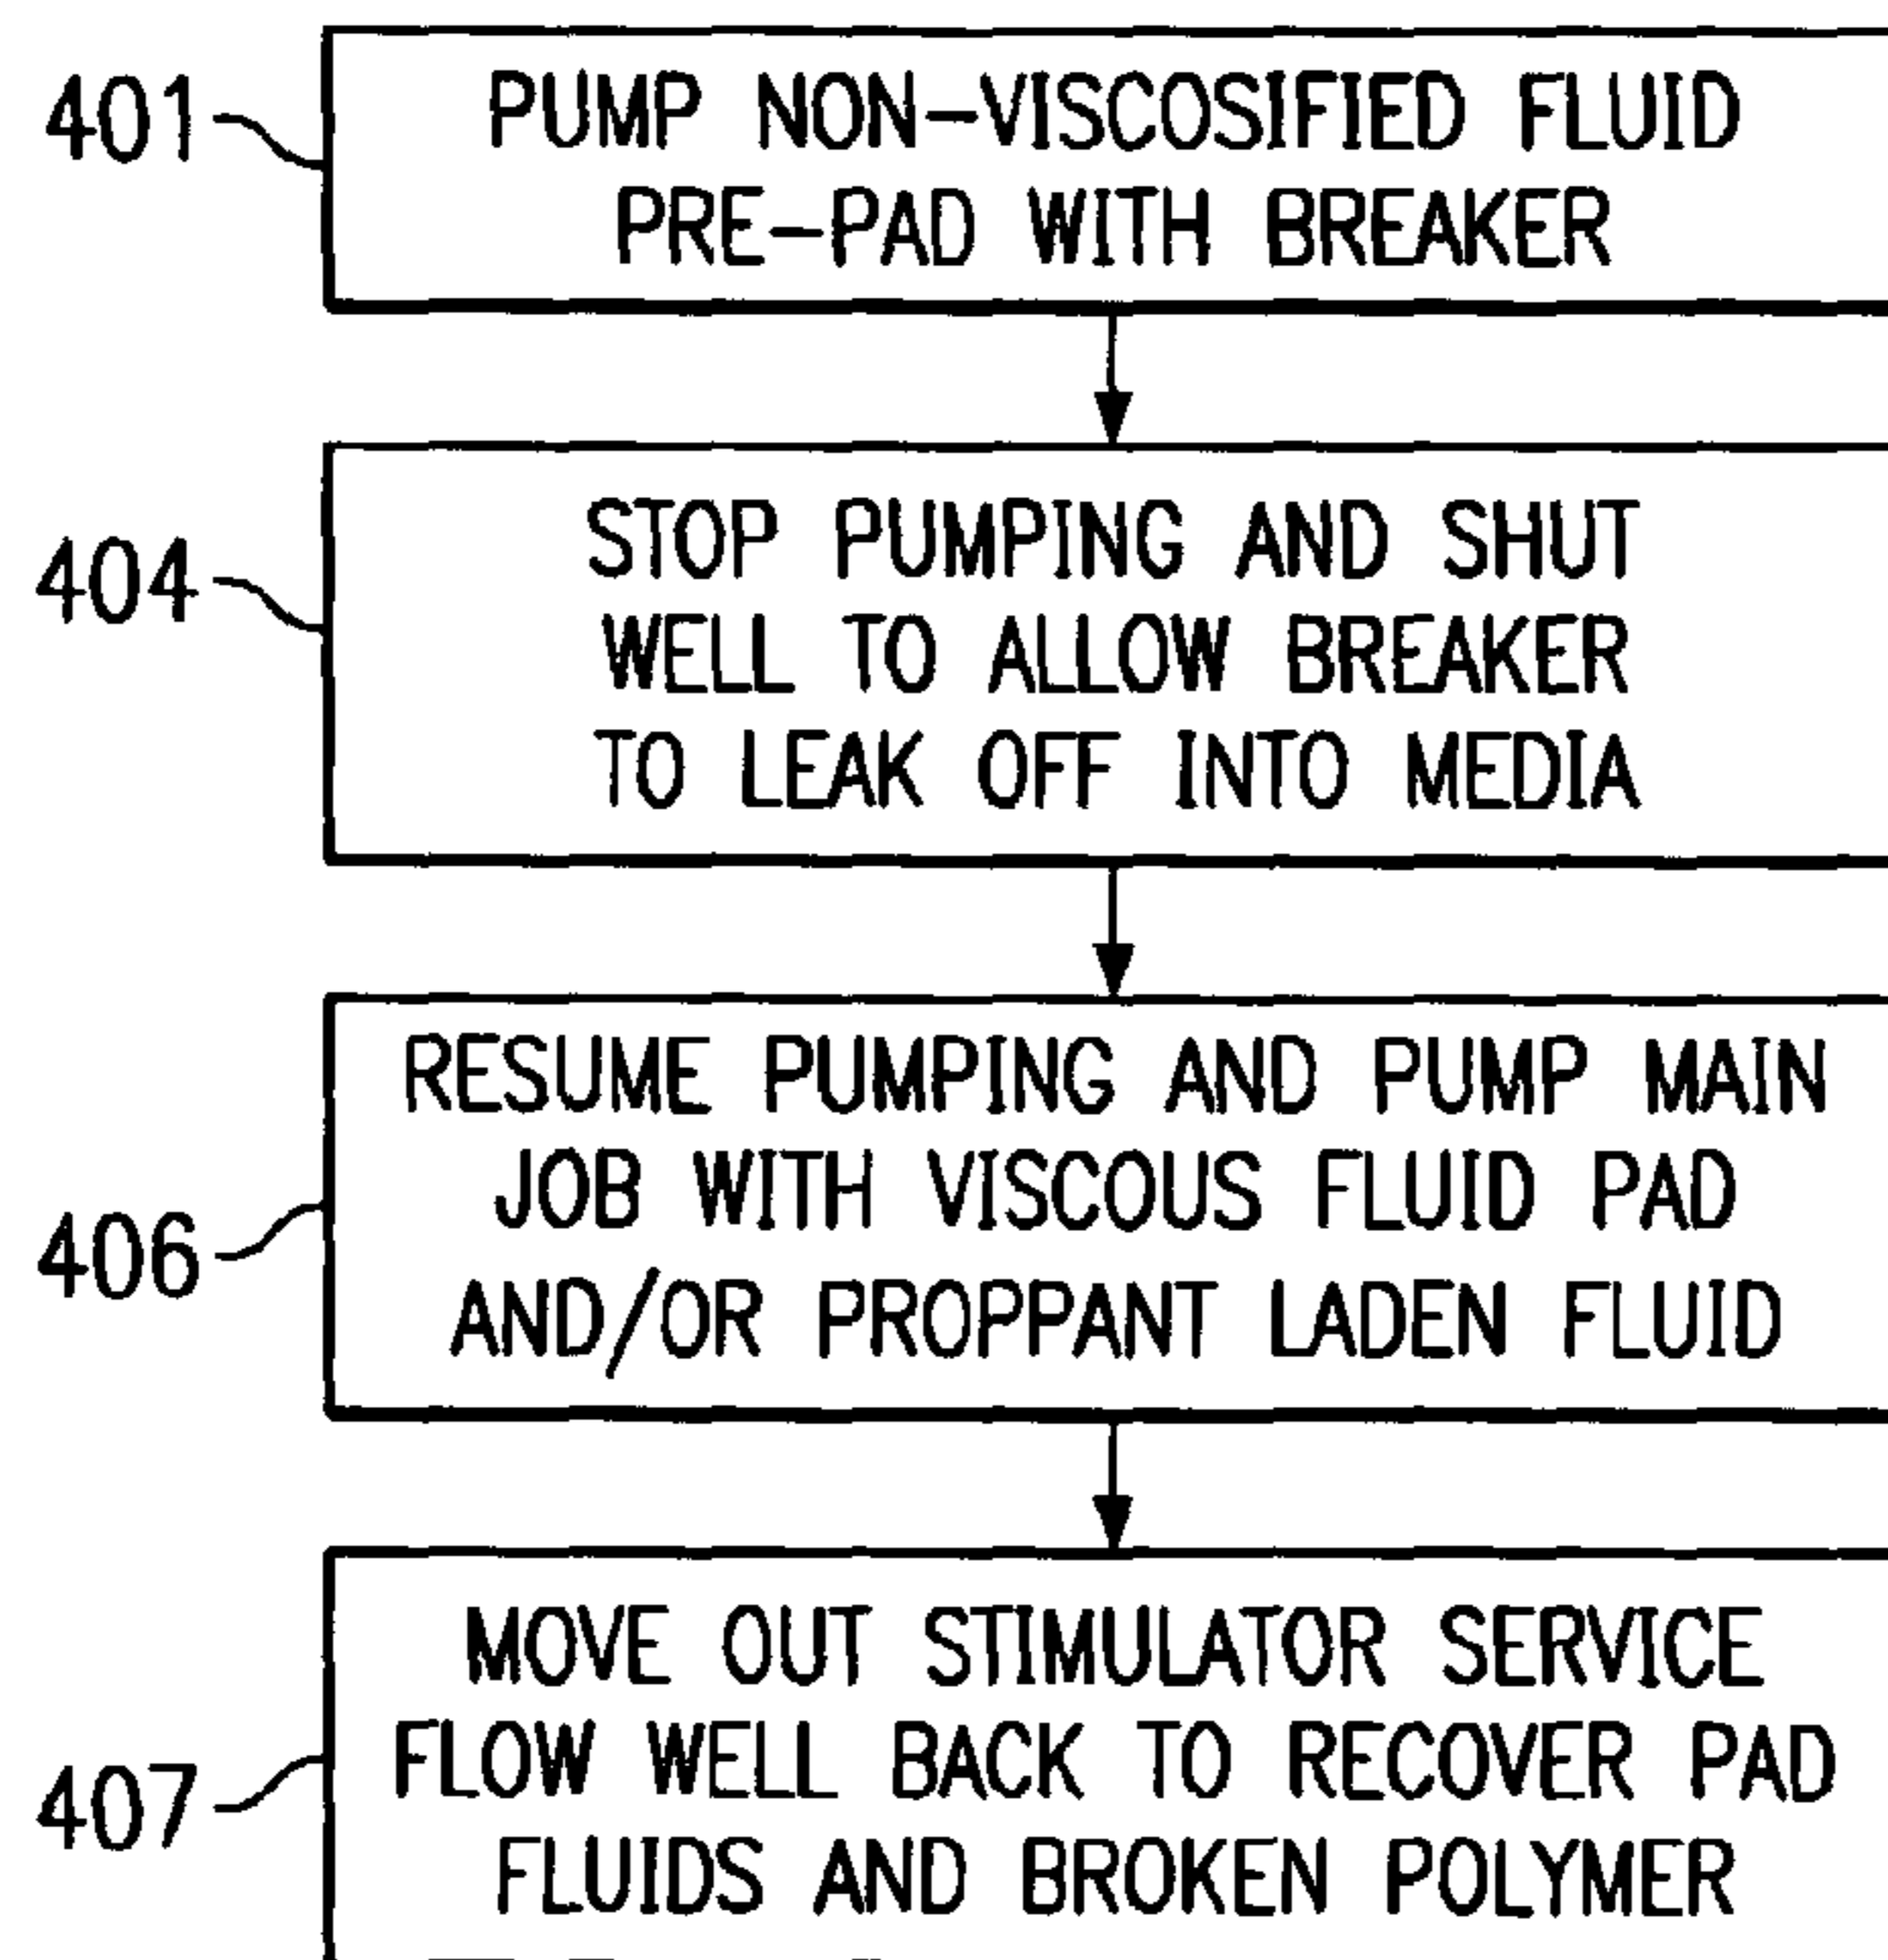 401
PUMP NON-VISCOSIFIED FLUID
PRE-PAD WITH BREAKER
404
STOP PUMPING AND SHUT
WELL TO ALLOW BREAKER
TO LEAK OFF INTO MEDIA
406
RESUME PUMPING AND PUMP MAIN
JOB WITH VISCOUS FLUID PAD
AND/OR PROPPANT LADEN FLUID
407
MOVE OUT STIMULATOR SERVICE
FLOW WELL BACK TO RECOVER PAD
FLUIDS AND BROKEN POLYMER